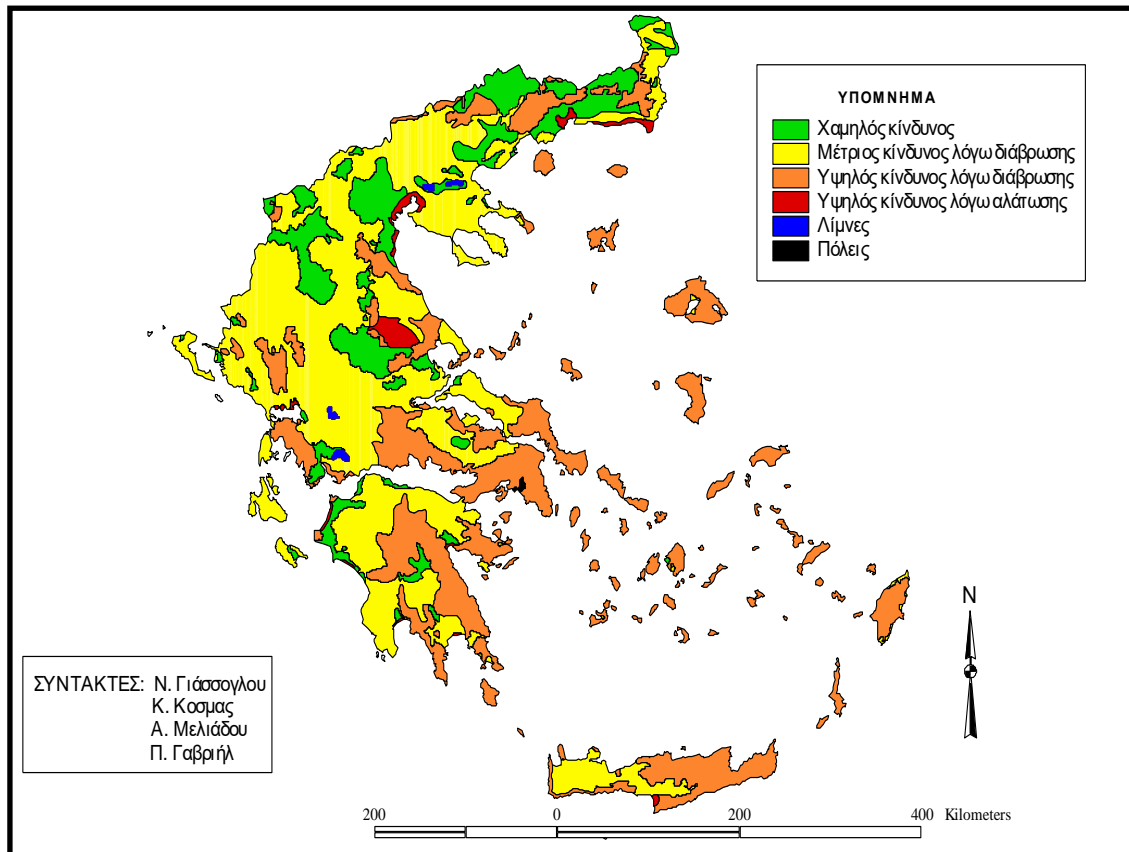 ΥΠΟΜΝΗΜΑ
Χαμηλός κίνδυνος
Μέτριος κίνδυνος λόγω διάβρωσης
Υψηλός κίνδυνος λόγω διάβρωσης
Υψηλός κίνδυνος λόγω αλάτωσης
Λίμνες
Πόλεις
N
ΣΥΝΤΑΚΤΕΣ: Ν. Γιάσσογλου
Κ. Κοσμας
Α. Μελιάδου
Π. Γαβριήλ
200 0 200 400 Kilometers